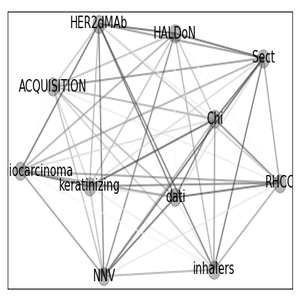 HER2dMAb
HALDoN
Sect
ACQUISITION
Chi
iocarcinoma
keratinizing
RHCC
dati
NNV
inhalers